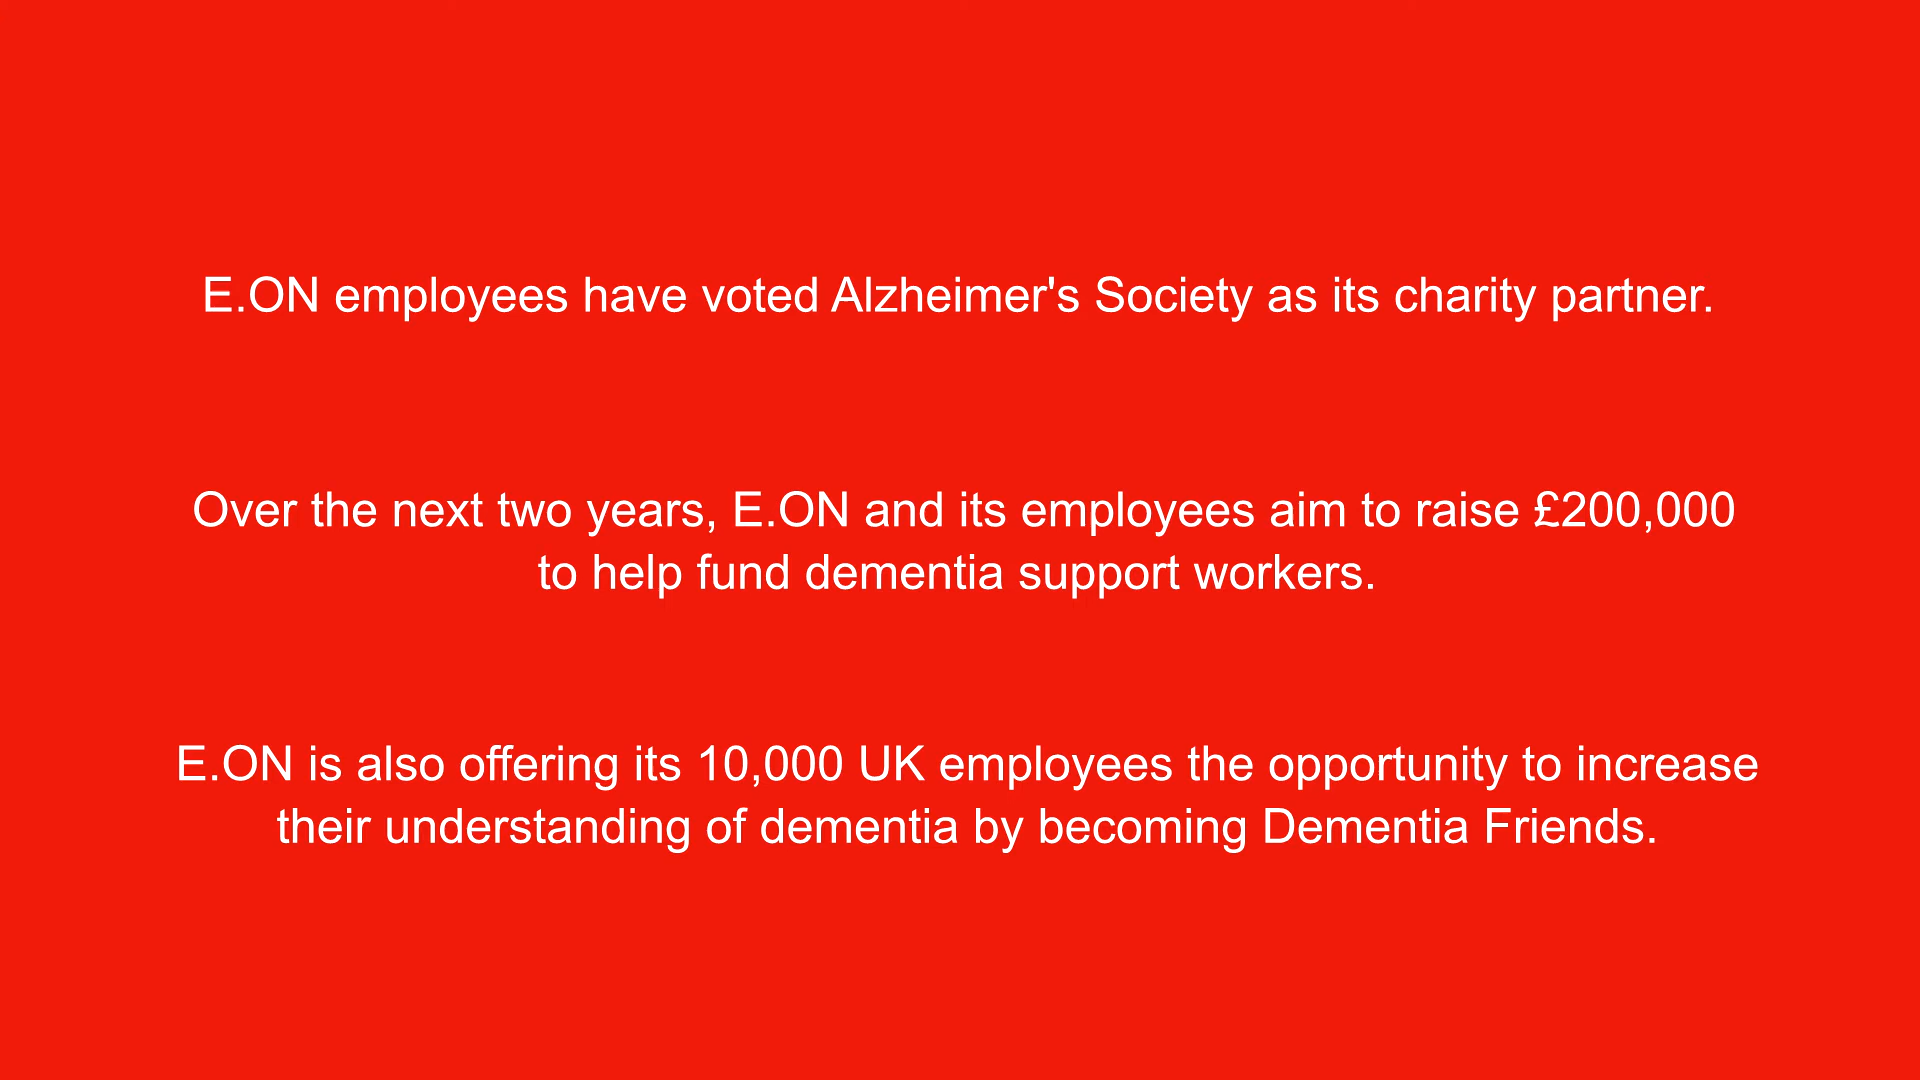 E.ON employees have voted Alzheimer's Society as its charity partner.
Over the next two years, E.ON and its employees aim to raise £200,000
to help fund dementia support workers.
E.ON is also offering its 10,000 UK employees the opportunity to increase
their understanding of dementia by becoming Dementia Friends.